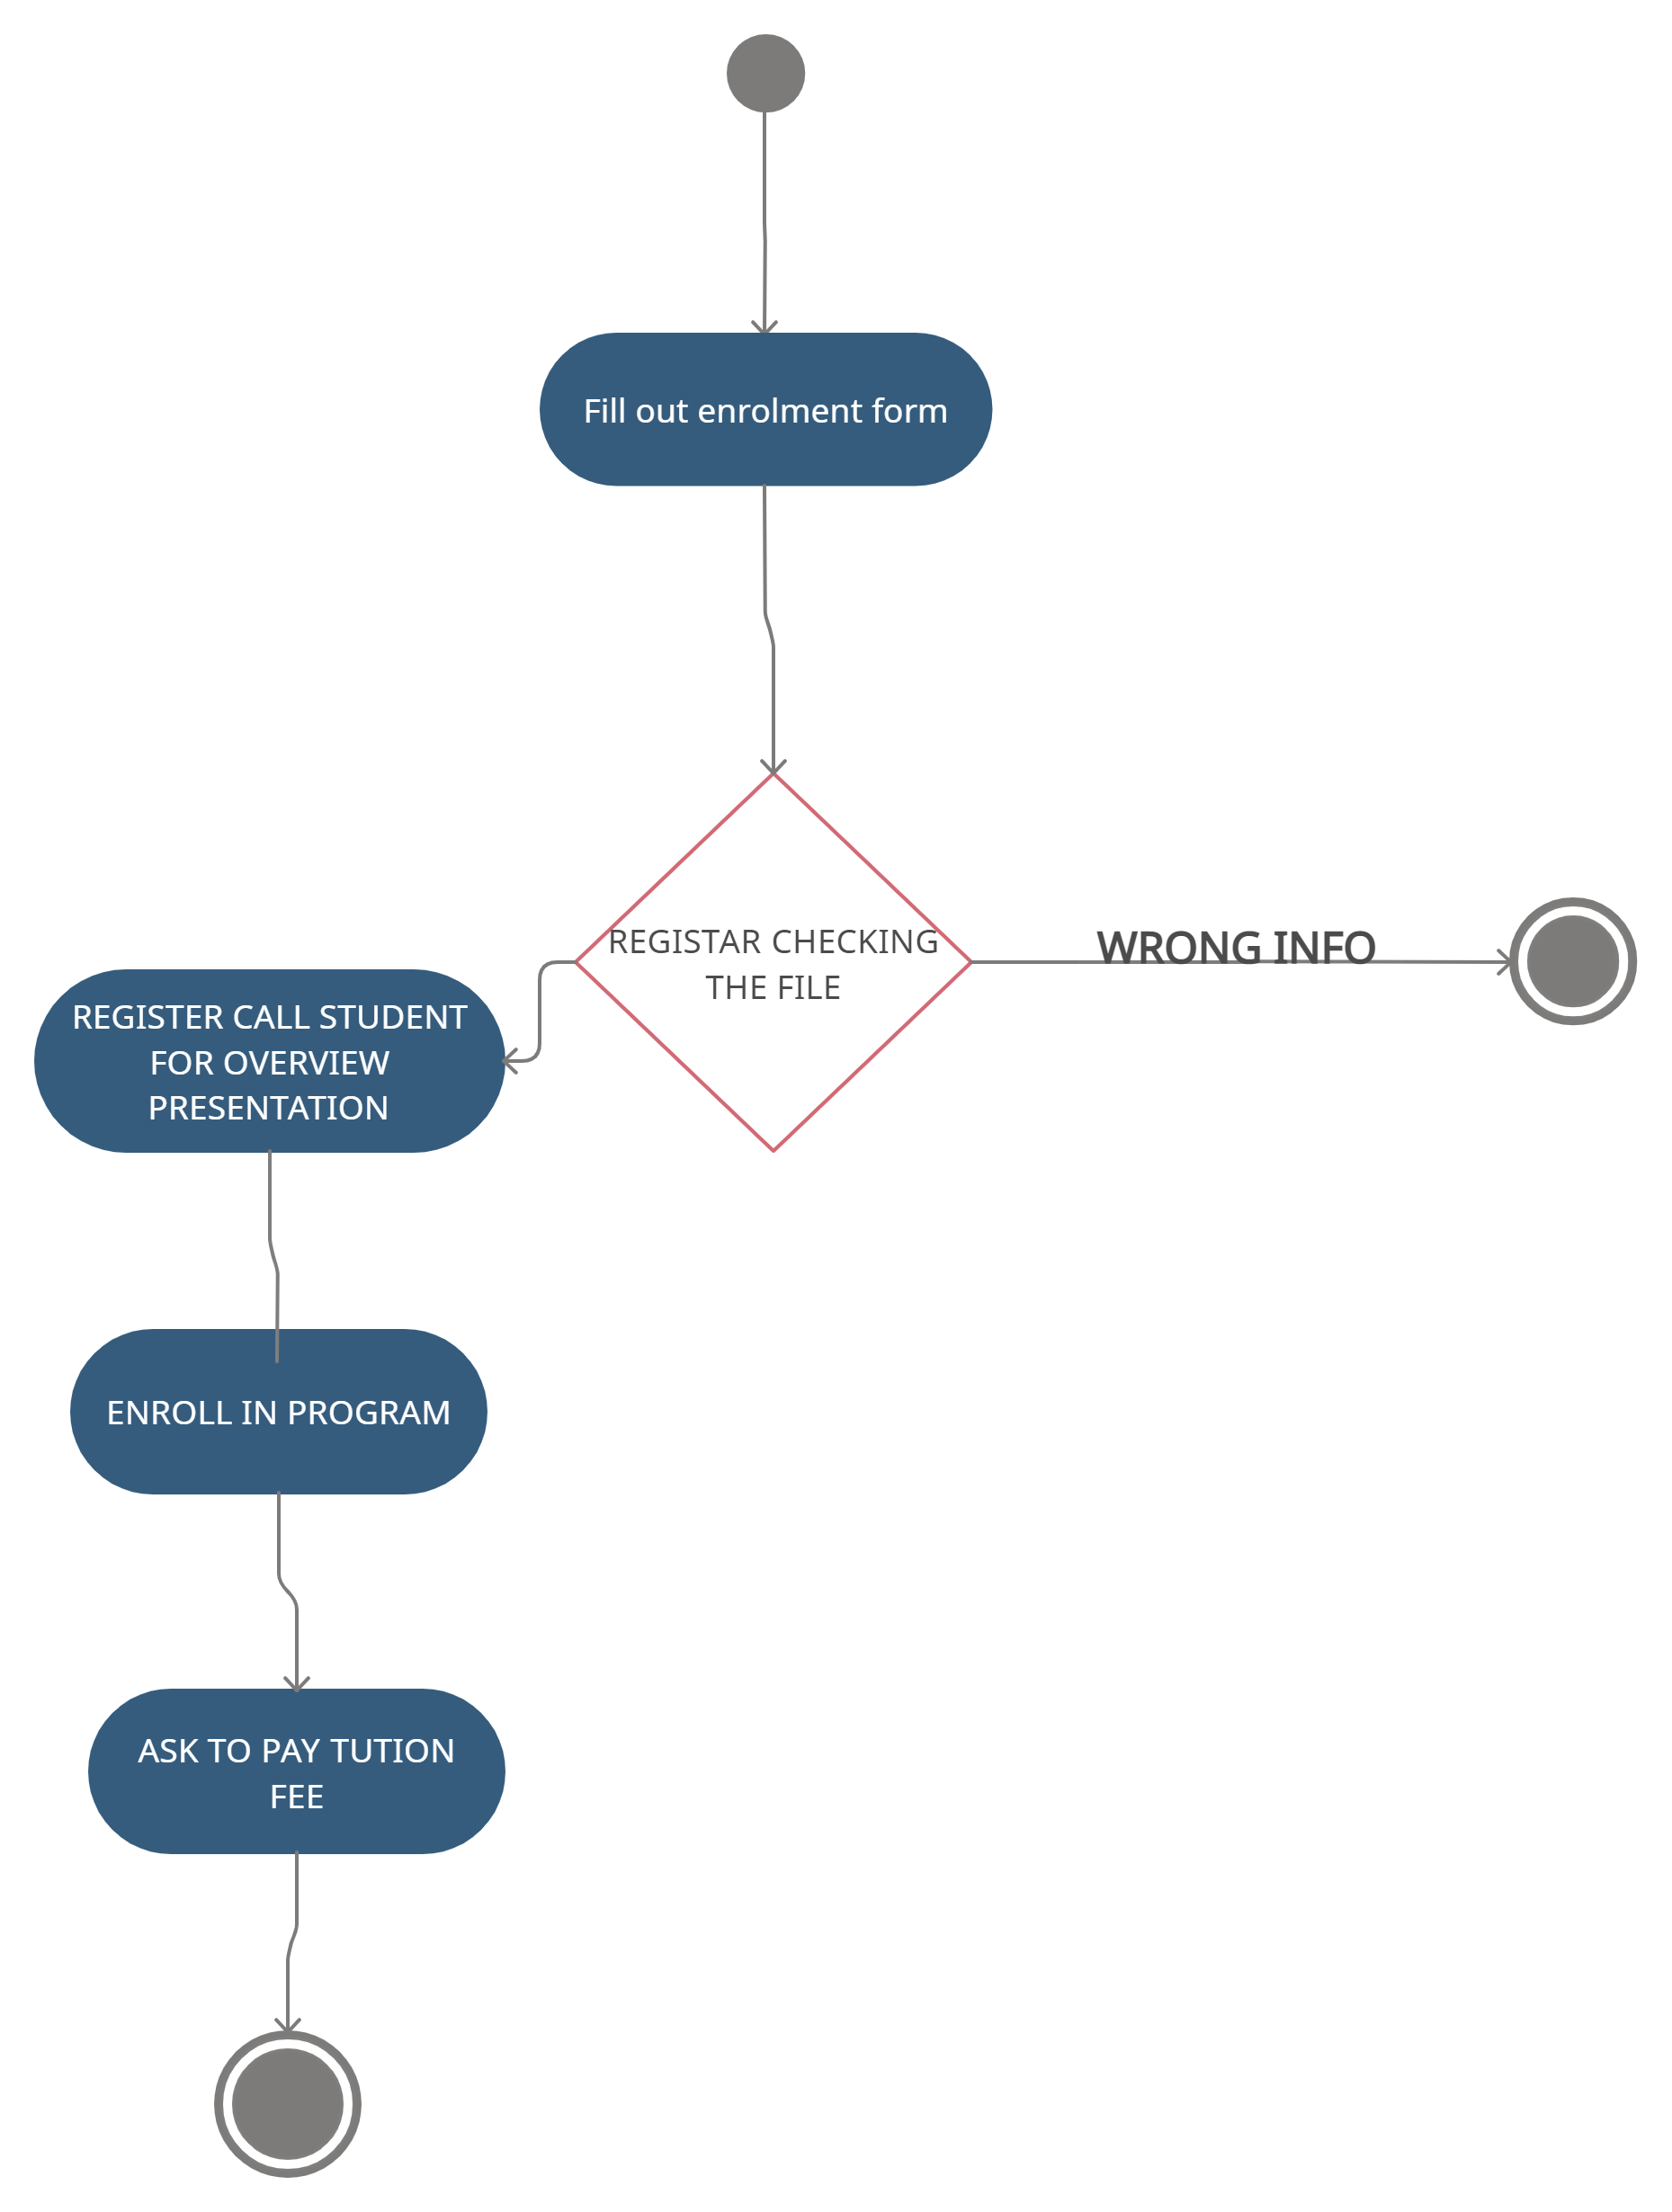 Fill out enrolment form
REGISTAR CHECKING
THE FILE
WRONG INFO
REGISTER CALL STUDENT
FOR OVERVIEW
PRESENTATION
ENROLL IN PROGRAM
ASK TO PAY TUTION
FEE